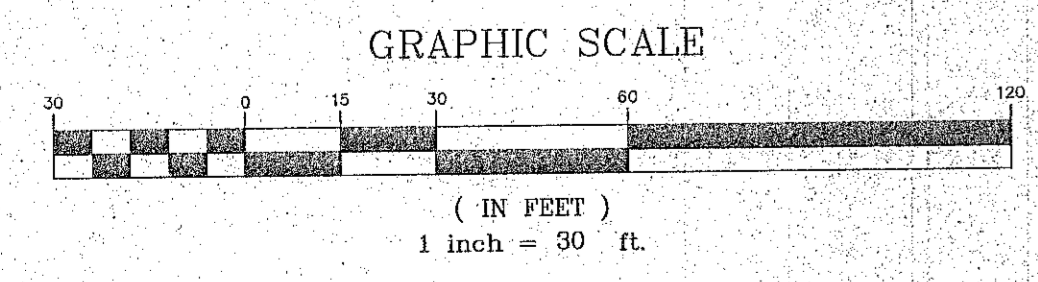 GRAPHIC SCALE
30 0 15 30 60 120
( IN FEET )
1 inch = 30 ft.